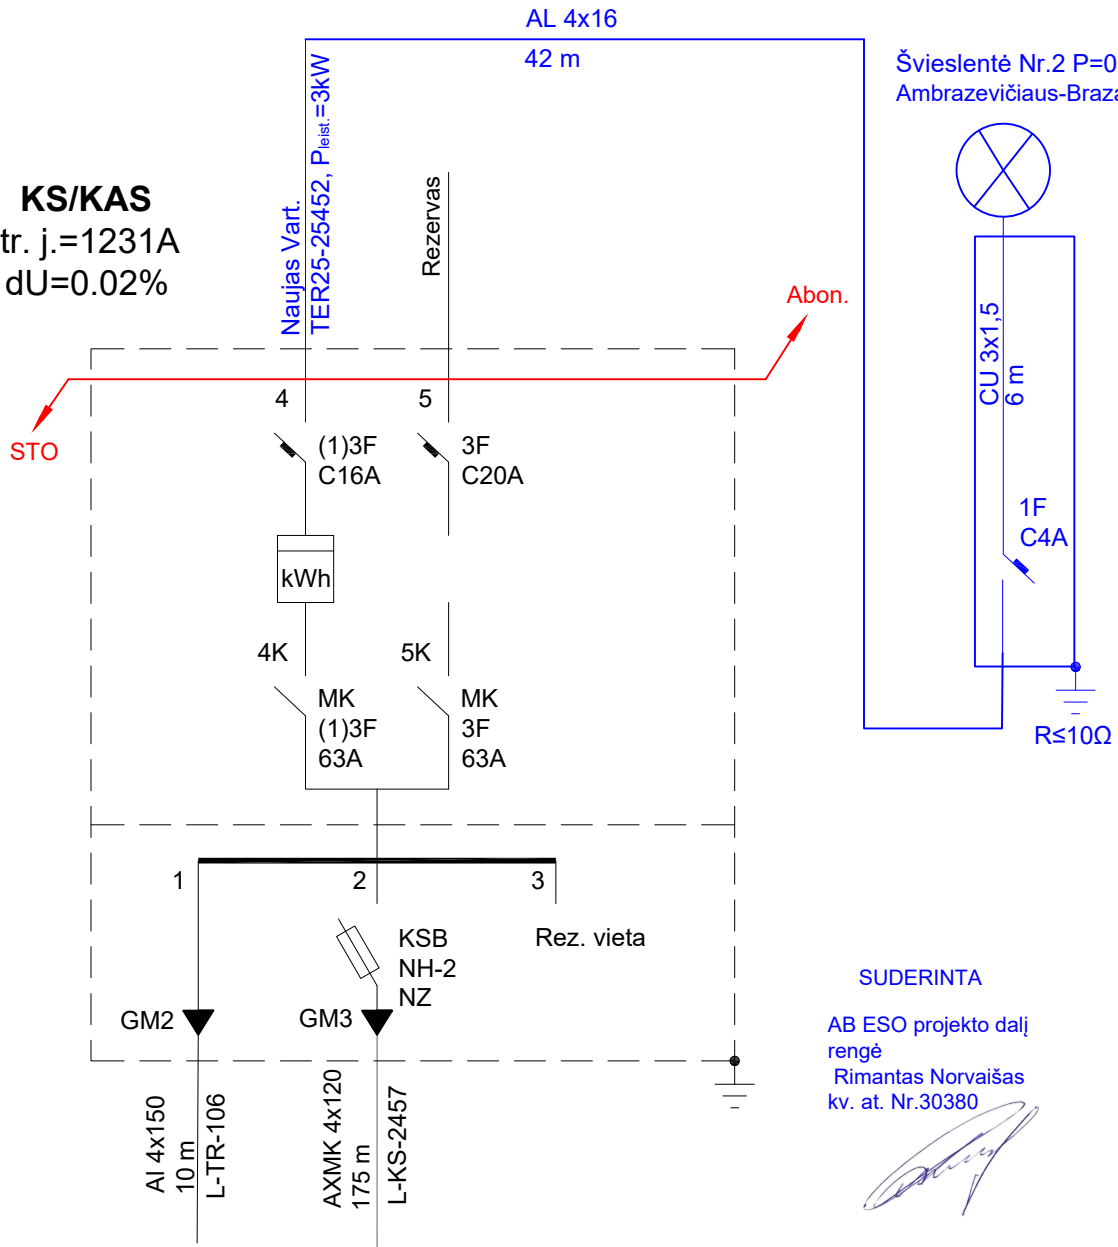 AL 4x16
42 m
Švieslentė Nr.2 P=0
Ambrazevičiaus-Braza
KS/KAS
tr. j.=1231A
dU=0.02%
Naujas Vart.
TER25-25452, Pleist.=3kW
Rezervas
Abon.
STO
4
5
(1)3F
C16A
3F
C20A
kWh
4K
5K
MK
(1)3F
63A
MK
3F
63A
CU 3x1,5
6 m
1F
C4A
R≤10Ω
1
2
3
KSB
NH-2
NZ
Rez. vieta
GM2
GM3
Al 4x150
10 m
L-TR-106
AXMK 4x120
175 m
L-KS-2457
SUDERINTA
AB ESO projekto dalį
rengė
Rimantas Norvaišas
kv. at. Nr.30380